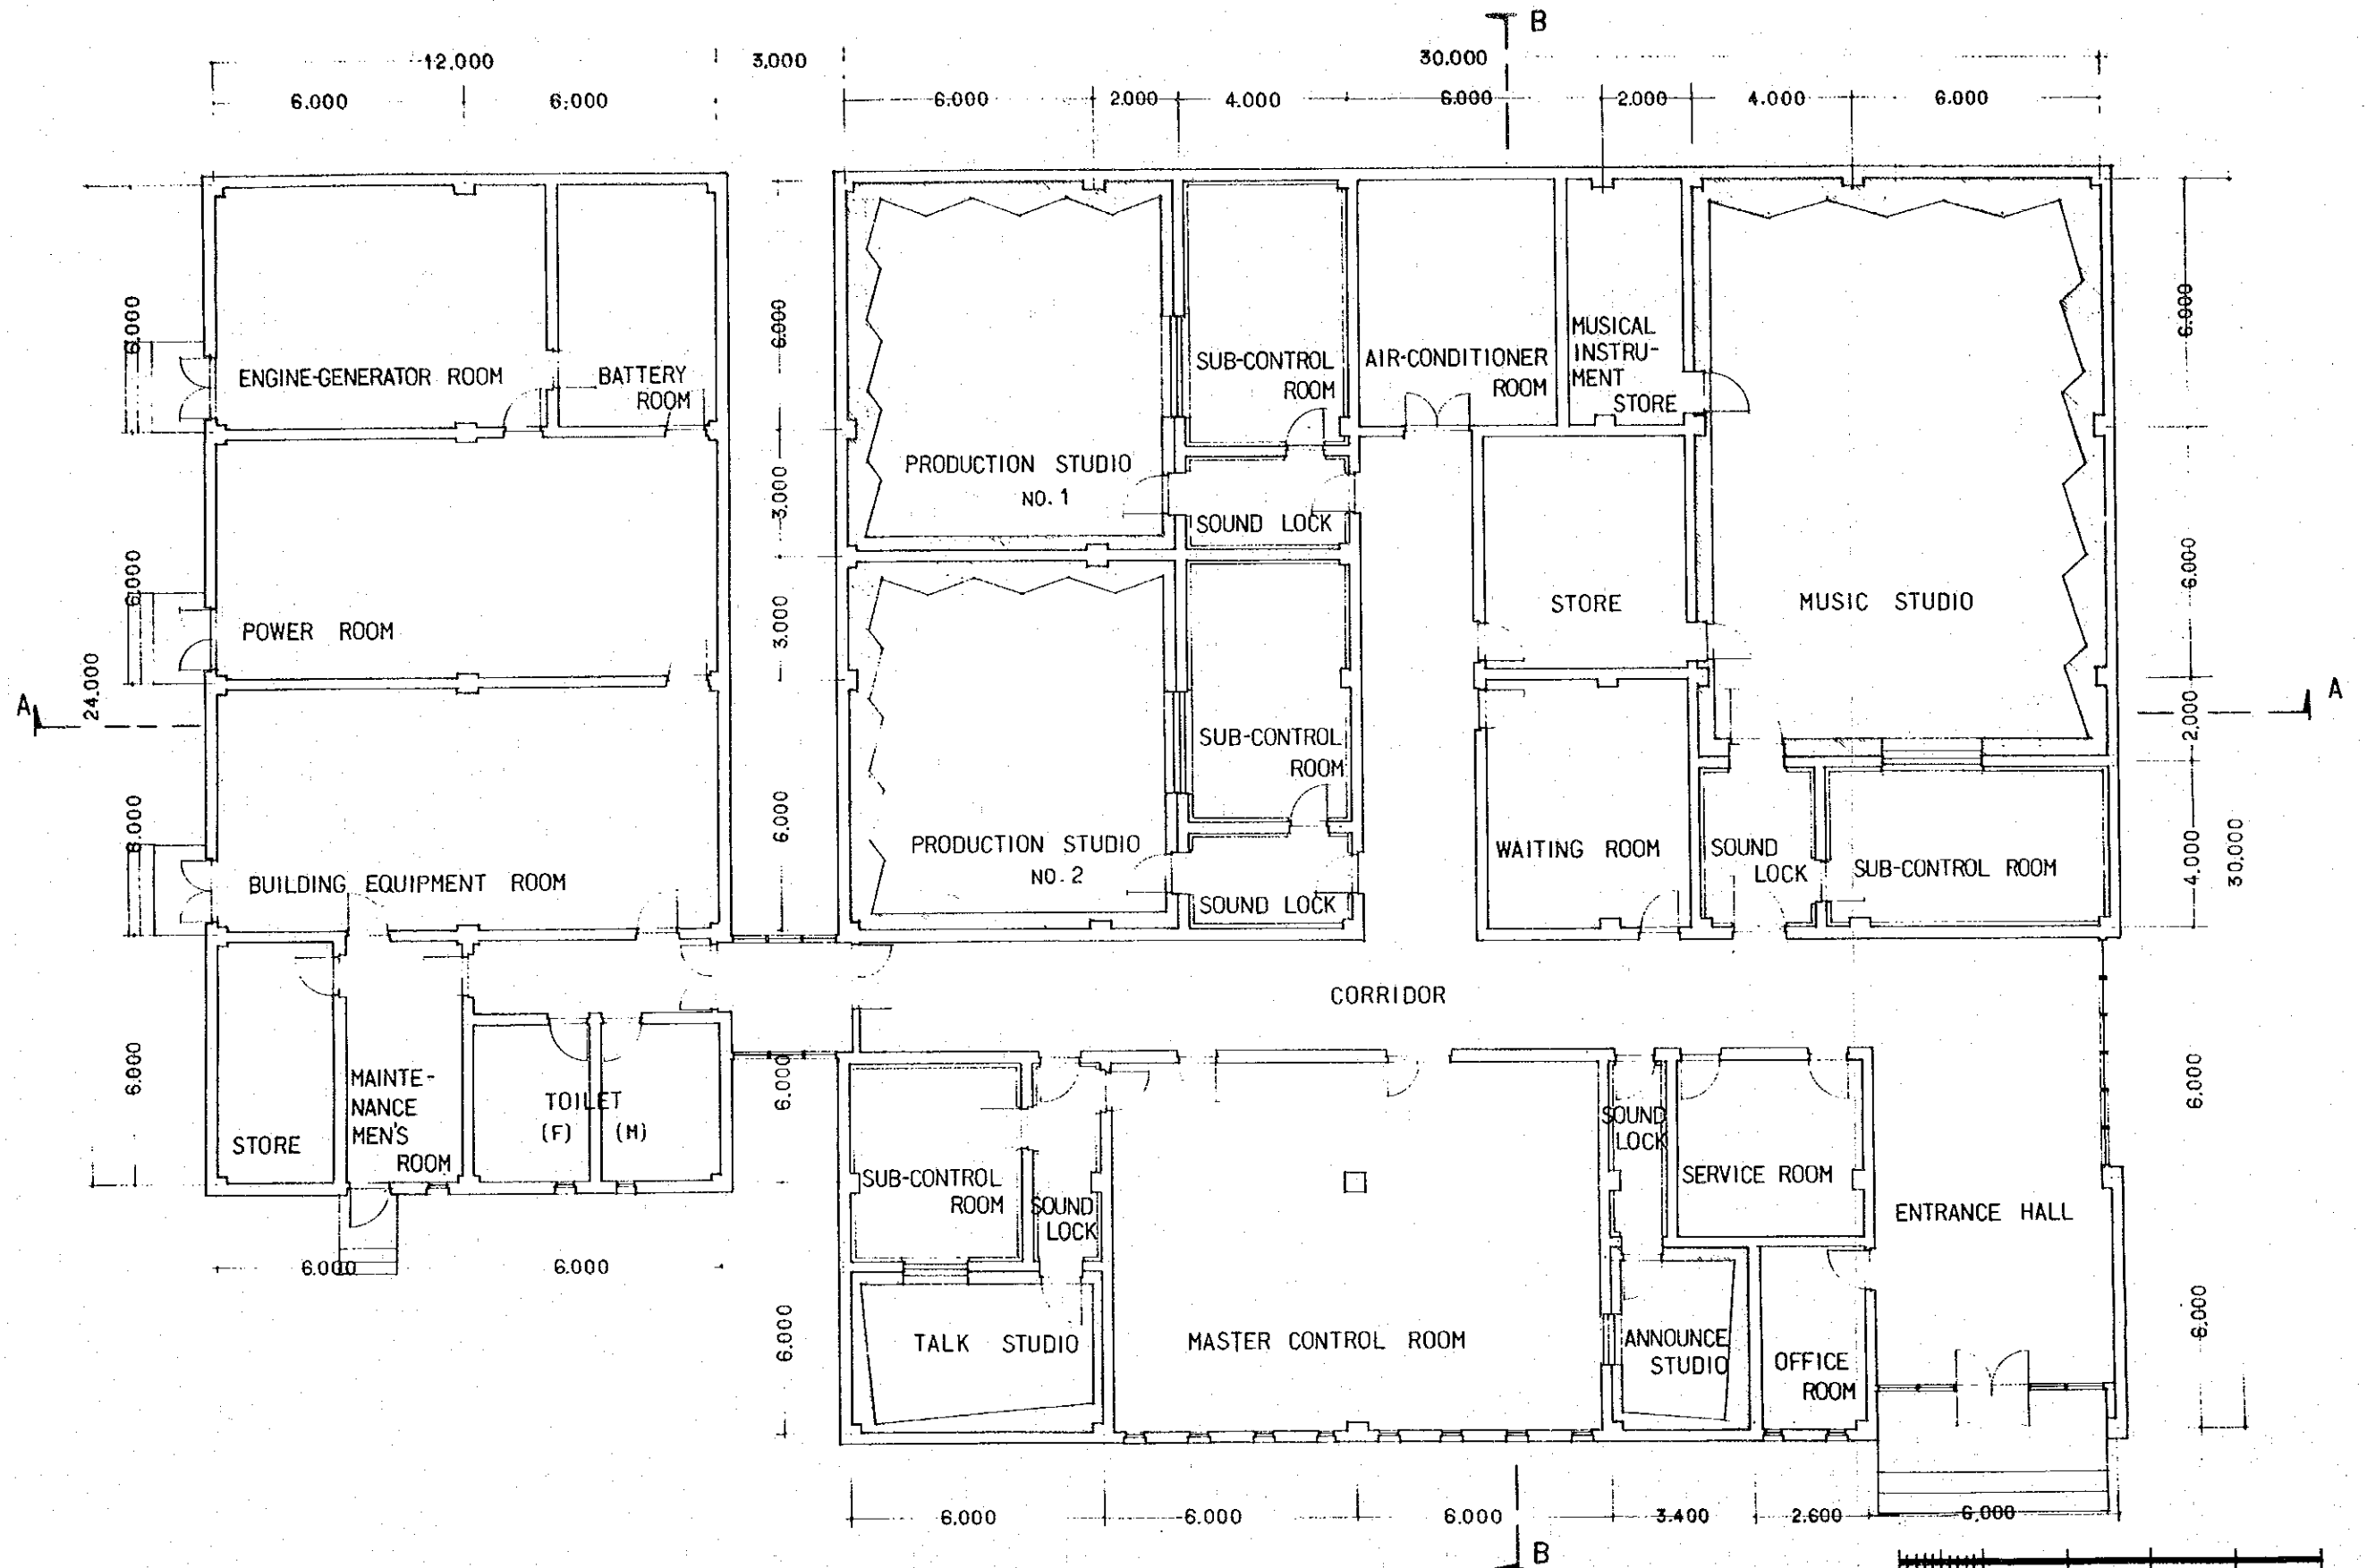 B
12.000
3.000
30.000
6.000
6.000
6.000
2.000
4.000
6.000
2.000
4.000
6.000
6.000
6.000
6.000
ENGINE-GENERATOR ROOM
BATTERY
ROOM
SUB-CONTROL
ROOM
AIR-CONDITIONER
ROOM
MUSICAL
INSTRU-
MENT
STORE
PRODUCTION STUDIO
NO. 1
3.000
SOUND LOCK
6.000
6.000
POWER ROOM
3.000
STORE
MUSIC STUDIO
24.000
A
A
2.000
SUB-CONTROL
ROOM
6.000
6.000
PRODUCTION STUDIO
NO. 2
WAITING ROOM
SOUND
LOCK
SUB-CONTROL ROOM
4.000
30.000
BUILDING EQUIPMENT ROOM
SOUND LOCK
CORRIDOR
6.000
6.000
6.000
MAINTE-
NANCE
MEN'S
ROOM
STORE
TOILET
(F)
(M)
SUB-CONTROL
ROOM
SOUND
LOCK
SOUND
LOCK
SERVICE ROOM
ENTRANCE HALL
6.000
6.000
6.000
6.000
TALK STUDIO
MASTER CONTROL ROOM
ANNOUNCE
STUDIO
OFFICE
ROOM
6.000
6.000
6.000
3.400
2.600
6.000
B